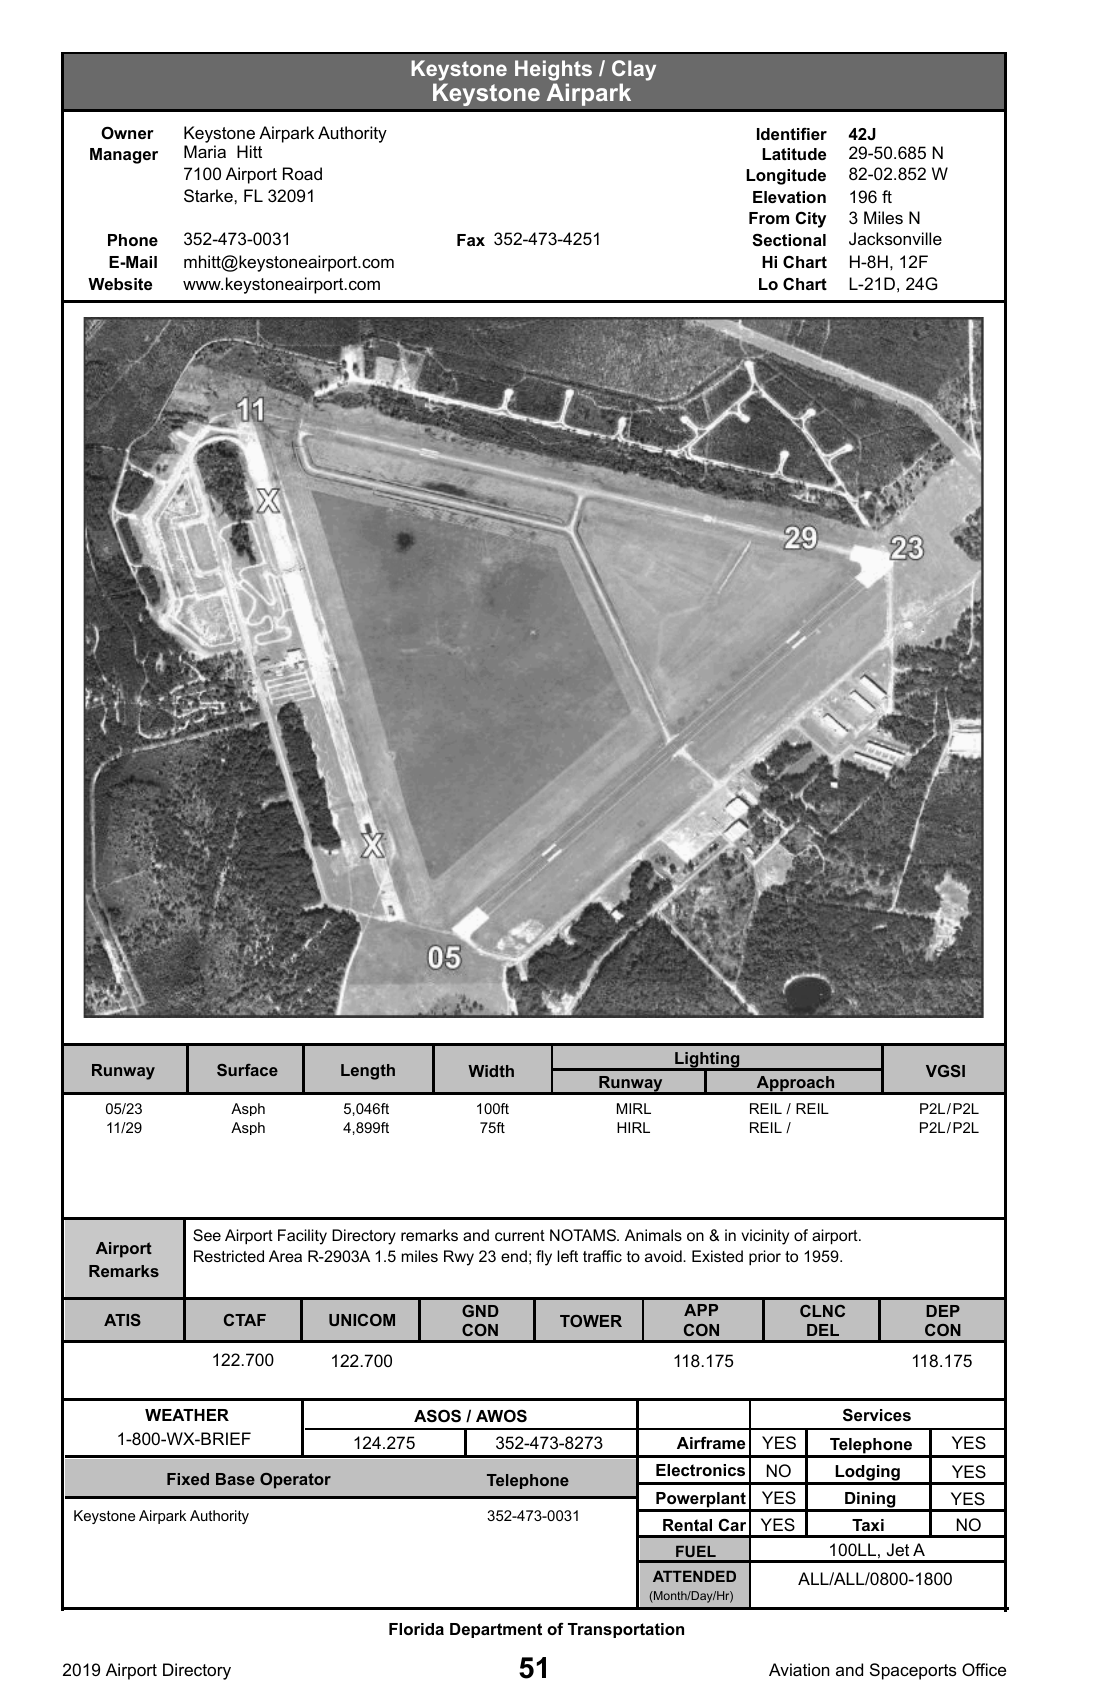 Keystone Heights / Clay
Keystone Airpark
Owner Keystone Airpark Authority
Manager Maria Hitt
7100 Airport Road
Starke, FL 32091
Phone 352-473-0031 Fax 352-473-4251
E-Mail mhitt@keystoneairport.com
Website www.keystoneairport.com
Identifier 42J
Latitude 29-50.685 N
Longitude 82-02.852 W
Elevation 196 ft
From City 3 Miles N
Sectional Jacksonville
Hi Chart H-8H, 12F
Lo Chart L-21D, 24G
11
X
29
23
X
05
Runway Surface Length Width Lighting VGSI
Runway Approach
05/23 Asph 5,046ft 100ft MIRL REIL / REIL P2L/P2L
11/29 Asph 4,899ft 75ft HIRL REIL / P2L/P2L
Airport Remarks
See Airport Facility Directory remarks and current NOTAMS. Animals on & in vicinity of airport.
Restricted Area R-2903A 1.5 miles Rwy 23 end; fly left traffic to avoid. Existed prior to 1959.
ATIS CTAF UNICOM GND CON TOWER APP CON CLNC DEL DEP CON
122.700 122.700 118.175 118.175
WEATHER
1-800-WX-BRIEF
ASOS / AWOS
124.275 352-473-8273
Fixed Base Operator Telephone
Keystone Airpark Authority 352-473-0031
Services
Airframe YES Telephone YES
Electronics NO Lodging YES
Powerplant YES Dining YES
Rental Car YES Taxi NO
FUEL 100LL, Jet A
ATTENDED ALL/ALL/0800-1800
(Month/Day/Hr)
Florida Department of Transportation
2019 Airport Directory 51 Aviation and Spaceports Office